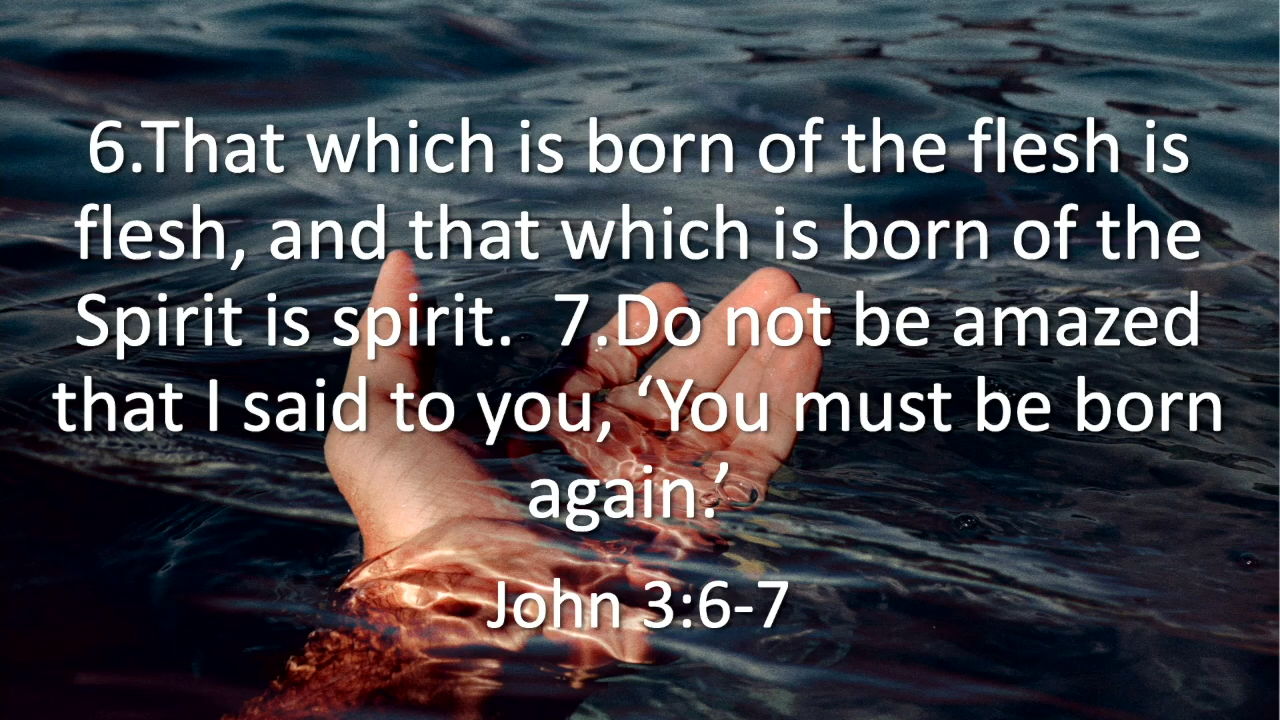 6.That which is born of the flesh is
flesh, and that which is born of the
Spirit is spirit.  7.Do not be amazed
that I said to you, ‘You must be born
again.’
John 3:6-7